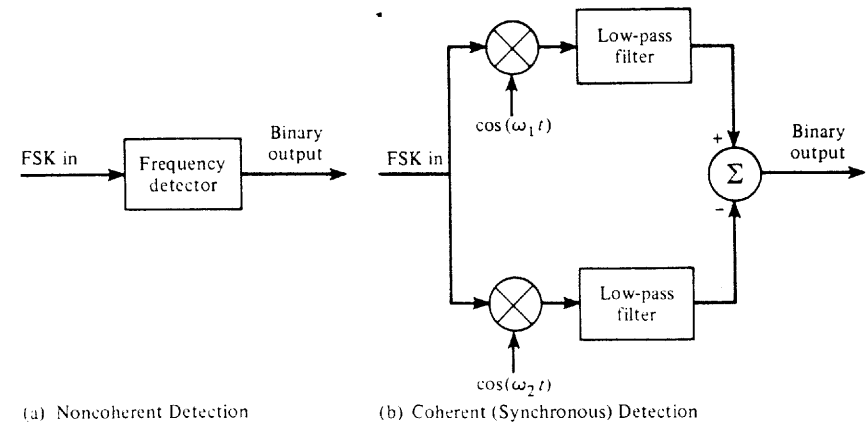 FSK in
Frequency
detector
Binary
output
(a) Noncoherent Detection
FSK in
cos(ω₁t)
Low-pass
filter
+
Σ
−
Binary
output
cos(ω₂t)
Low-pass
filter
(b) Coherent (Synchronous) Detection